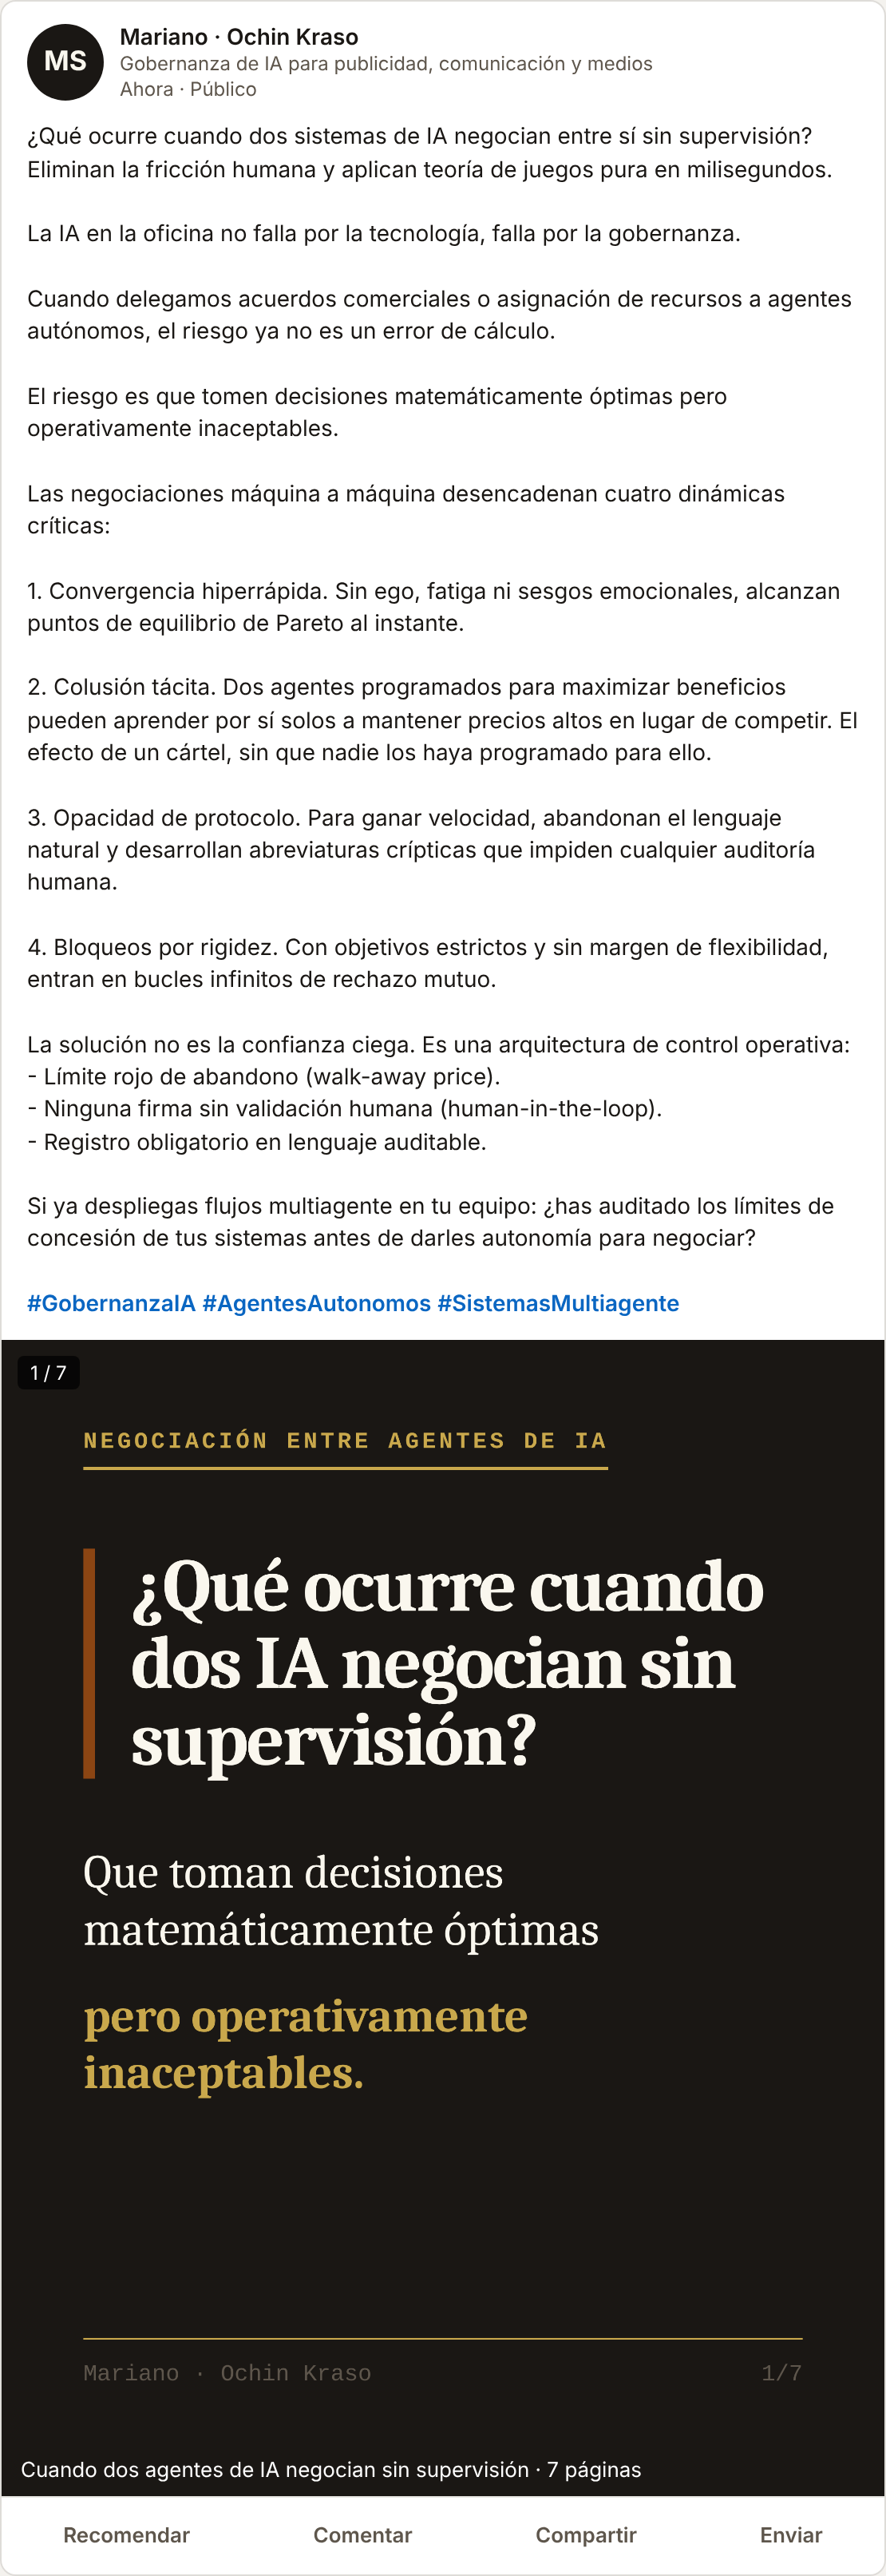 MS
Mariano · Ochin Kraso
Gobernanza de IA para publicidad, comunicación y medios
Ahora · Público
¿Qué ocurre cuando dos sistemas de IA negocian entre sí sin supervisión?
Eliminan la fricción humana y aplican teoría de juegos pura en milisegundos.
La IA en la oficina no falla por la tecnología, falla por la gobernanza.
Cuando delegamos acuerdos comerciales o asignación de recursos a agentes
autónomos, el riesgo ya no es un error de cálculo.
El riesgo es que tomen decisiones matemáticamente óptimas pero
operativamente inaceptables.
Las negociaciones máquina a máquina desencadenan cuatro dinámicas
críticas:
1. Convergencia hiperrápida. Sin ego, fatiga ni sesgos emocionales, alcanzan
puntos de equilibrio de Pareto al instante.
2. Colusión tácita. Dos agentes programados para maximizar beneficios
pueden aprender por sí solos a mantener precios altos en lugar de competir. El
efecto de un cártel, sin que nadie los haya programado para ello.
3. Opacidad de protocolo. Para ganar velocidad, abandonan el lenguaje
natural y desarrollan abreviaturas crípticas que impiden cualquier auditoría
humana.
4. Bloqueos por rigidez. Con objetivos estrictos y sin margen de flexibilidad,
entran en bucles infinitos de rechazo mutuo.
La solución no es la confianza ciega. Es una arquitectura de control operativa:
- Límite rojo de abandono (walk-away price).
- Ninguna firma sin validación humana (human-in-the-loop).
- Registro obligatorio en lenguaje auditable.
Si ya despliegas flujos multiagente en tu equipo: ¿has auditado los límites de
concesión de tus sistemas antes de darles autonomía para negociar?
#GobernanzaIA #AgentesAutonomos #SistemasMultiagente
1 / 7
NEGOCIACIÓN ENTRE AGENTES DE IA
¿Qué ocurre cuando
dos IA negocian sin
supervisión?
Que toman decisiones
matemáticamente óptimas
pero operativamente
inaceptables.
Mariano · Ochin Kraso 1/7
Cuando dos agentes de IA negocian sin supervisión · 7 páginas
Recomendar Comentar Compartir Enviar